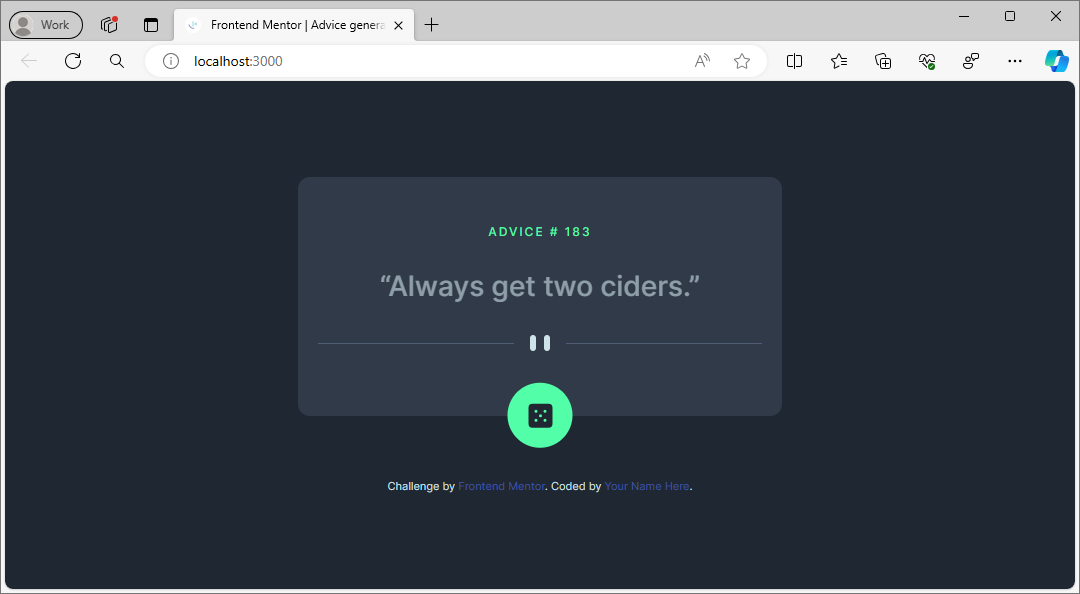 Work
Frontend Mentor | Advice genera
localhost:3000
ADVICE # 183
“Always get two ciders.”
Challenge by Frontend Mentor. Coded by Your Name Here.